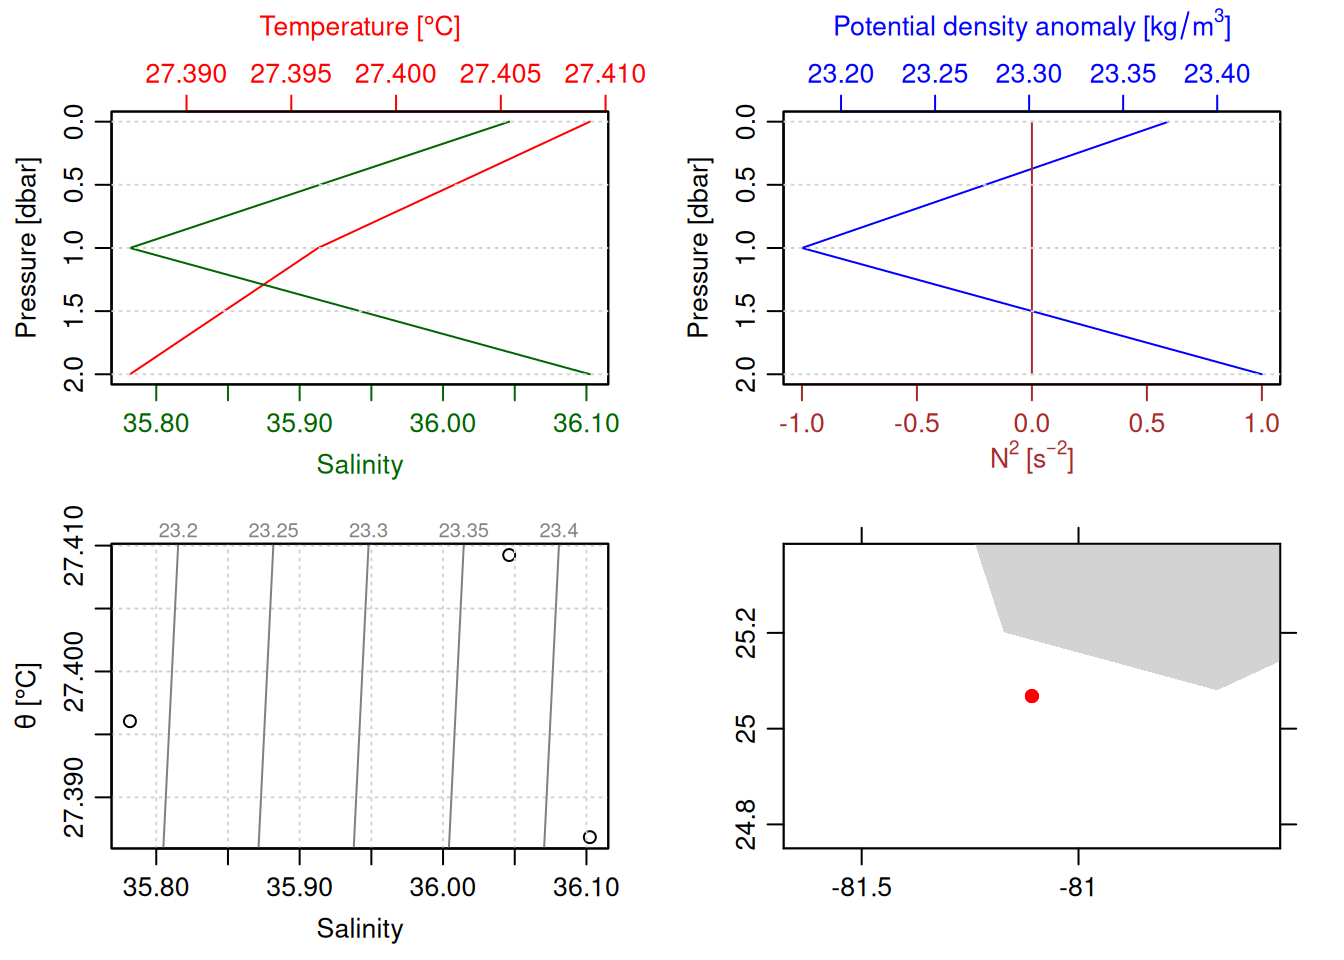 Temperature [°C]
27.390 27.395 27.400 27.405 27.410
Pressure [dbar]
0.0 0.5 1.0 1.5 2.0
35.80 35.90 36.00 36.10
Salinity
Potential density anomaly [kg/m³]
23.20 23.25 23.30 23.35 23.40
Pressure [dbar]
0.0 0.5 1.0 1.5 2.0
-1.0 -0.5 0.0 0.5 1.0
N² [s⁻²]
23.2 23.25 23.3 23.35 23.4
θ [°C]
27.390 27.400 27.410
35.80 35.90 36.00 36.10
Salinity
25.2
25
24.8
-81.5 -81